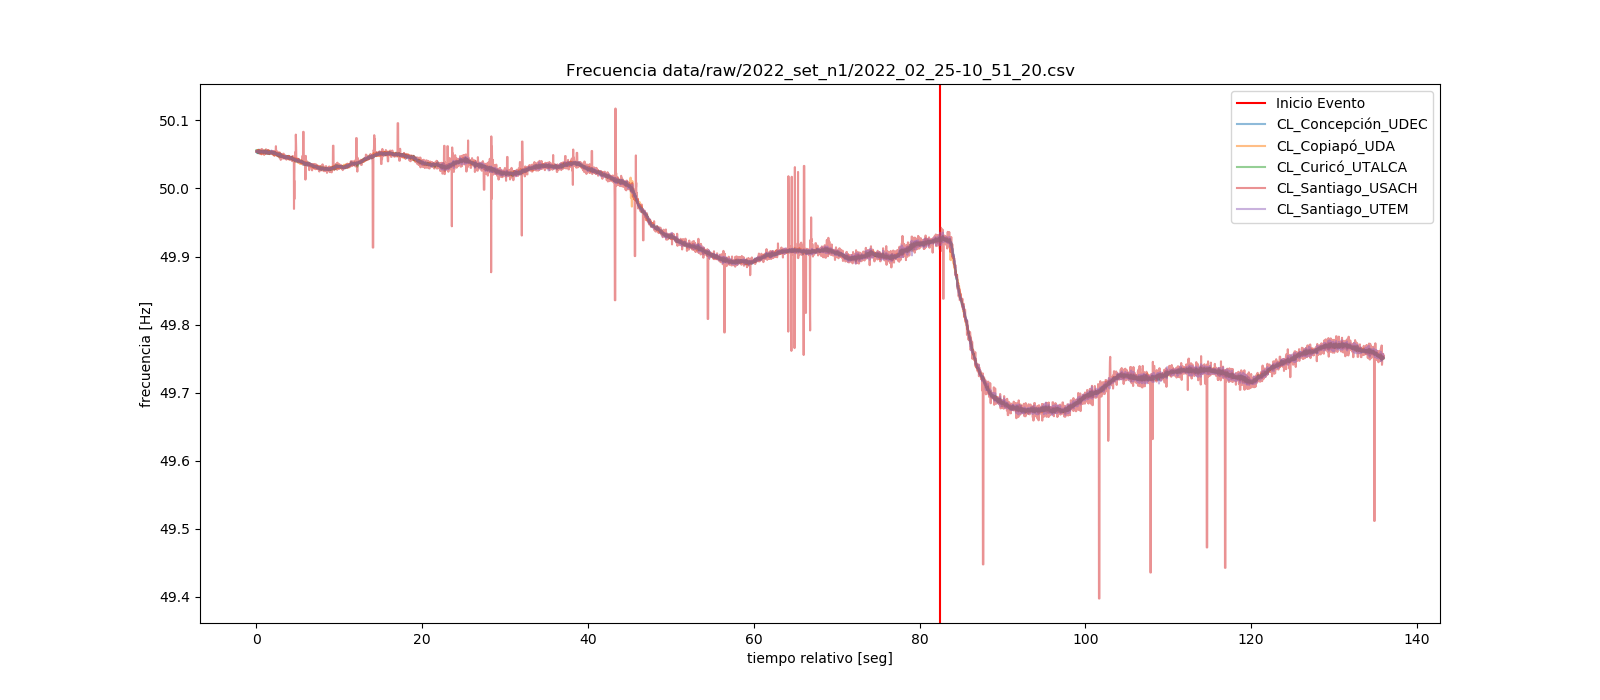 Frecuencia data/raw/2022_set_n1/2022_02_25-10_51_20.csv
Inicio Evento
CL_Concepción_UDEC
CL_Copiapó_UDA
CL_Curicó_UTALCA
CL_Santiago_USACH
CL_Santiago_UTEM
frecuencia [Hz]
50.1
50.0
49.9
49.8
49.7
49.6
49.5
49.4
0 20 40 60 80 100 120 140
tiempo relativo [seg]